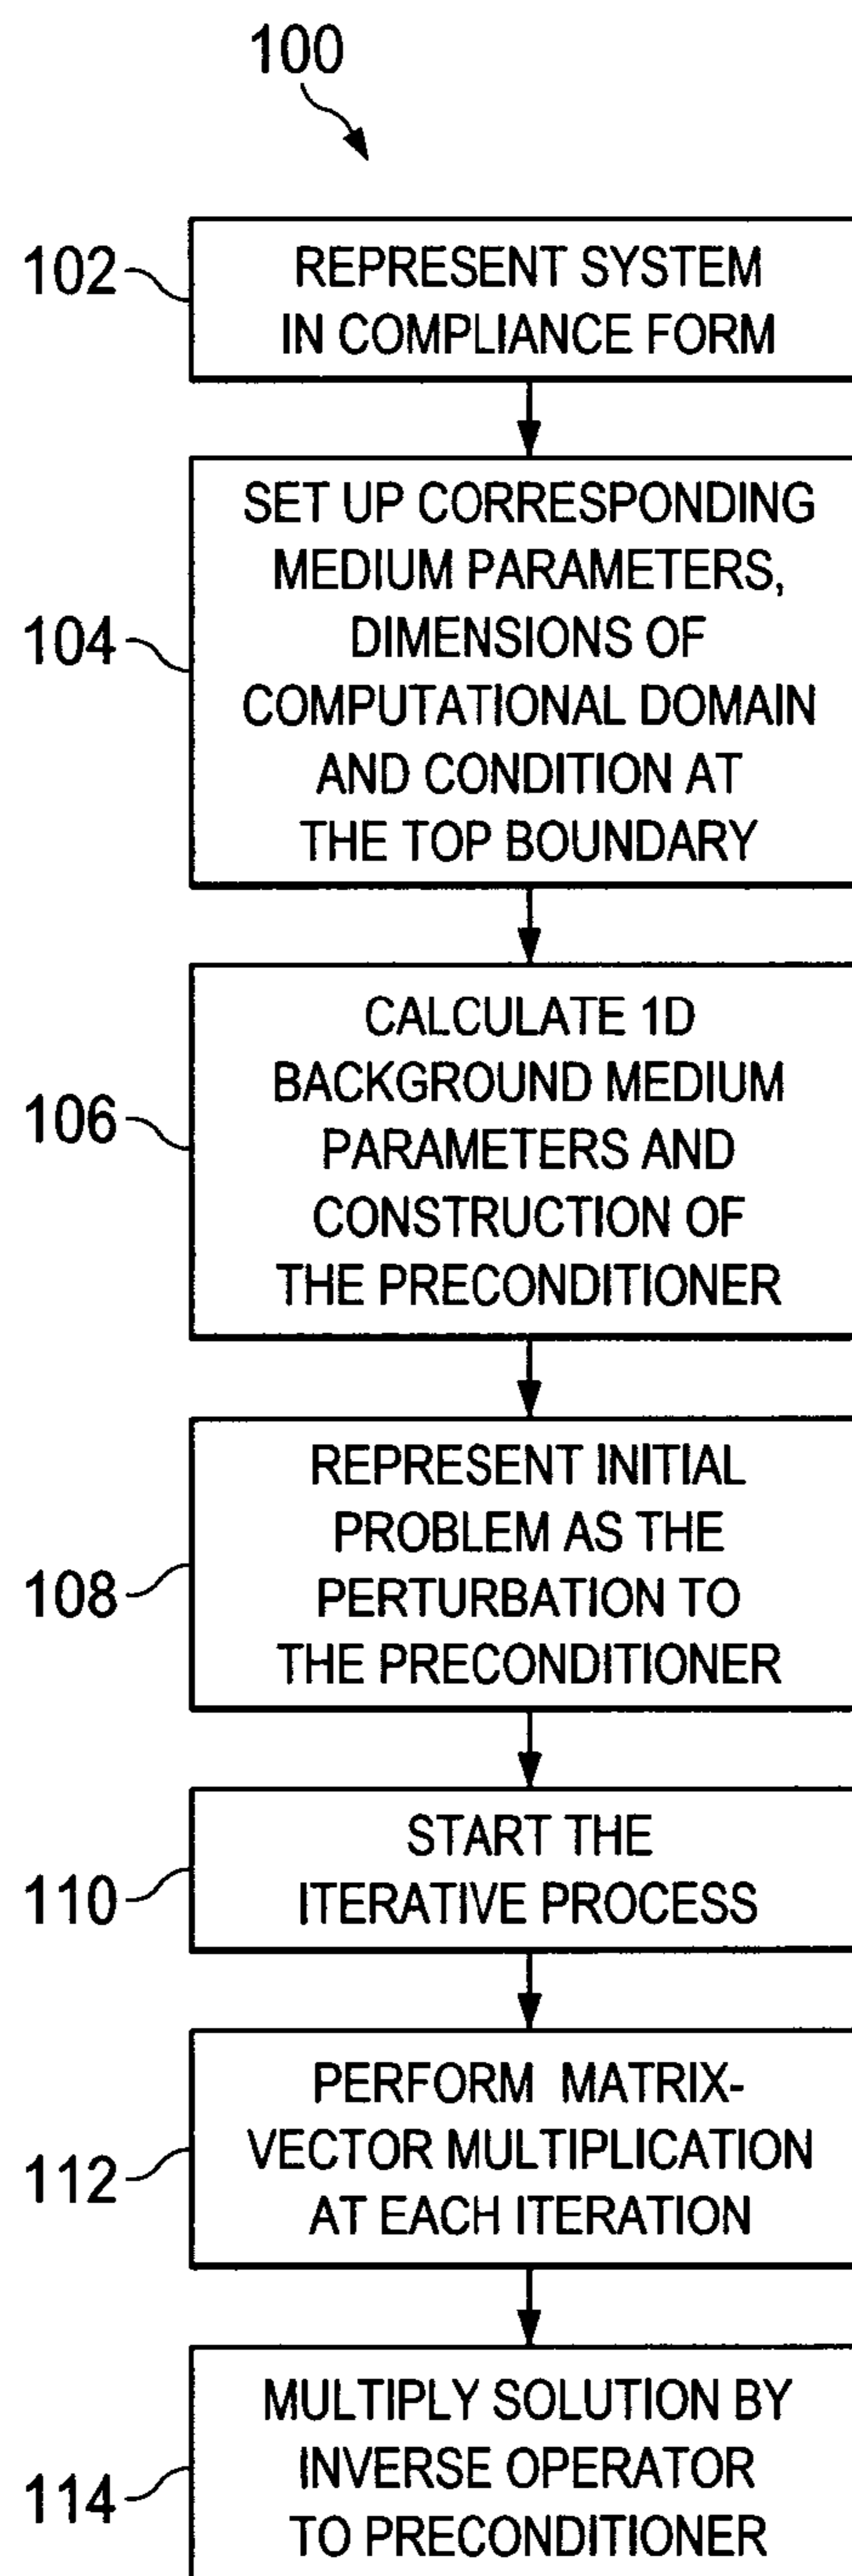 100
102
REPRESENT SYSTEM
IN COMPLIANCE FORM
104
SET UP CORRESPONDING
MEDIUM PARAMETERS,
DIMENSIONS OF
COMPUTATIONAL DOMAIN
AND CONDITION AT
THE TOP BOUNDARY
106
CALCULATE 1D
BACKGROUND MEDIUM
PARAMETERS AND
CONSTRUCTION OF
THE PRECONDITIONER
108
REPRESENT INITIAL
PROBLEM AS THE
PERTURBATION TO
THE PRECONDITIONER
110
START THE
ITERATIVE PROCESS
112
PERFORM MATRIX-
VECTOR MULTIPLICATION
AT EACH ITERATION
114
MULTIPLY SOLUTION BY
INVERSE OPERATOR
TO PRECONDITIONER